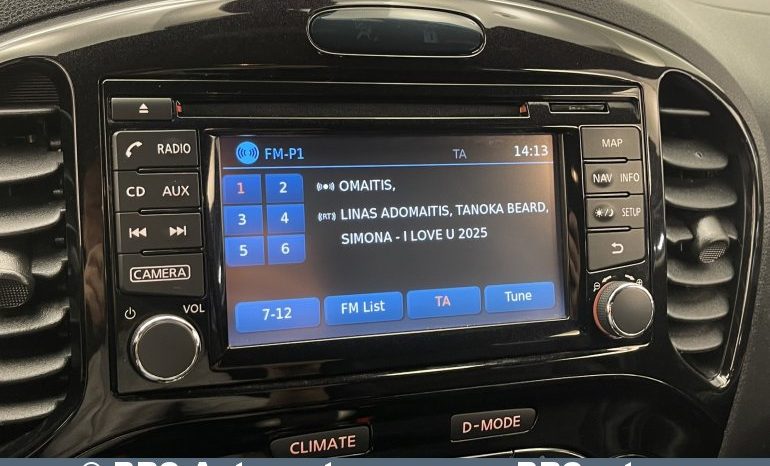 RADIO
CD AUX
CAMERA
VOL
FM-P1 TA 14:13
1 2
3 4
5 6
OMAITIS,
(RT) LINAS ADOMAITIS, TANOKA BEARD,
SIMONA - I LOVE U 2025
7-12 FM List TA Tune
MAP
NAV INFO
SETUP
CLIMATE
D-MODE